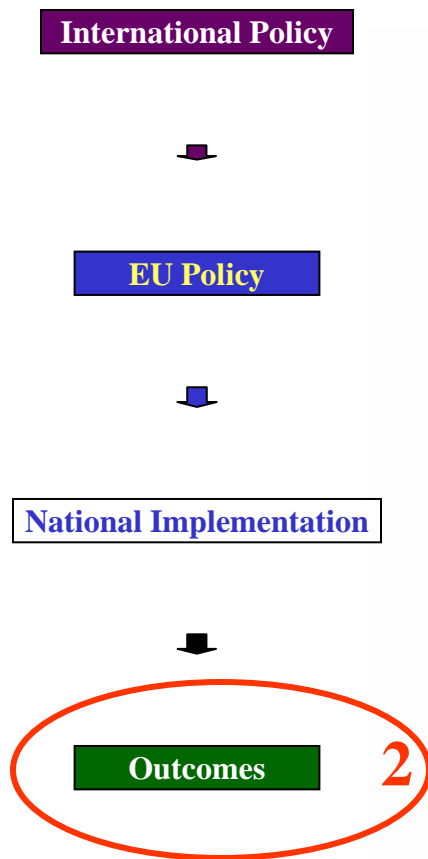 International Policy
EU Policy
National Implementation
Outcomes 2